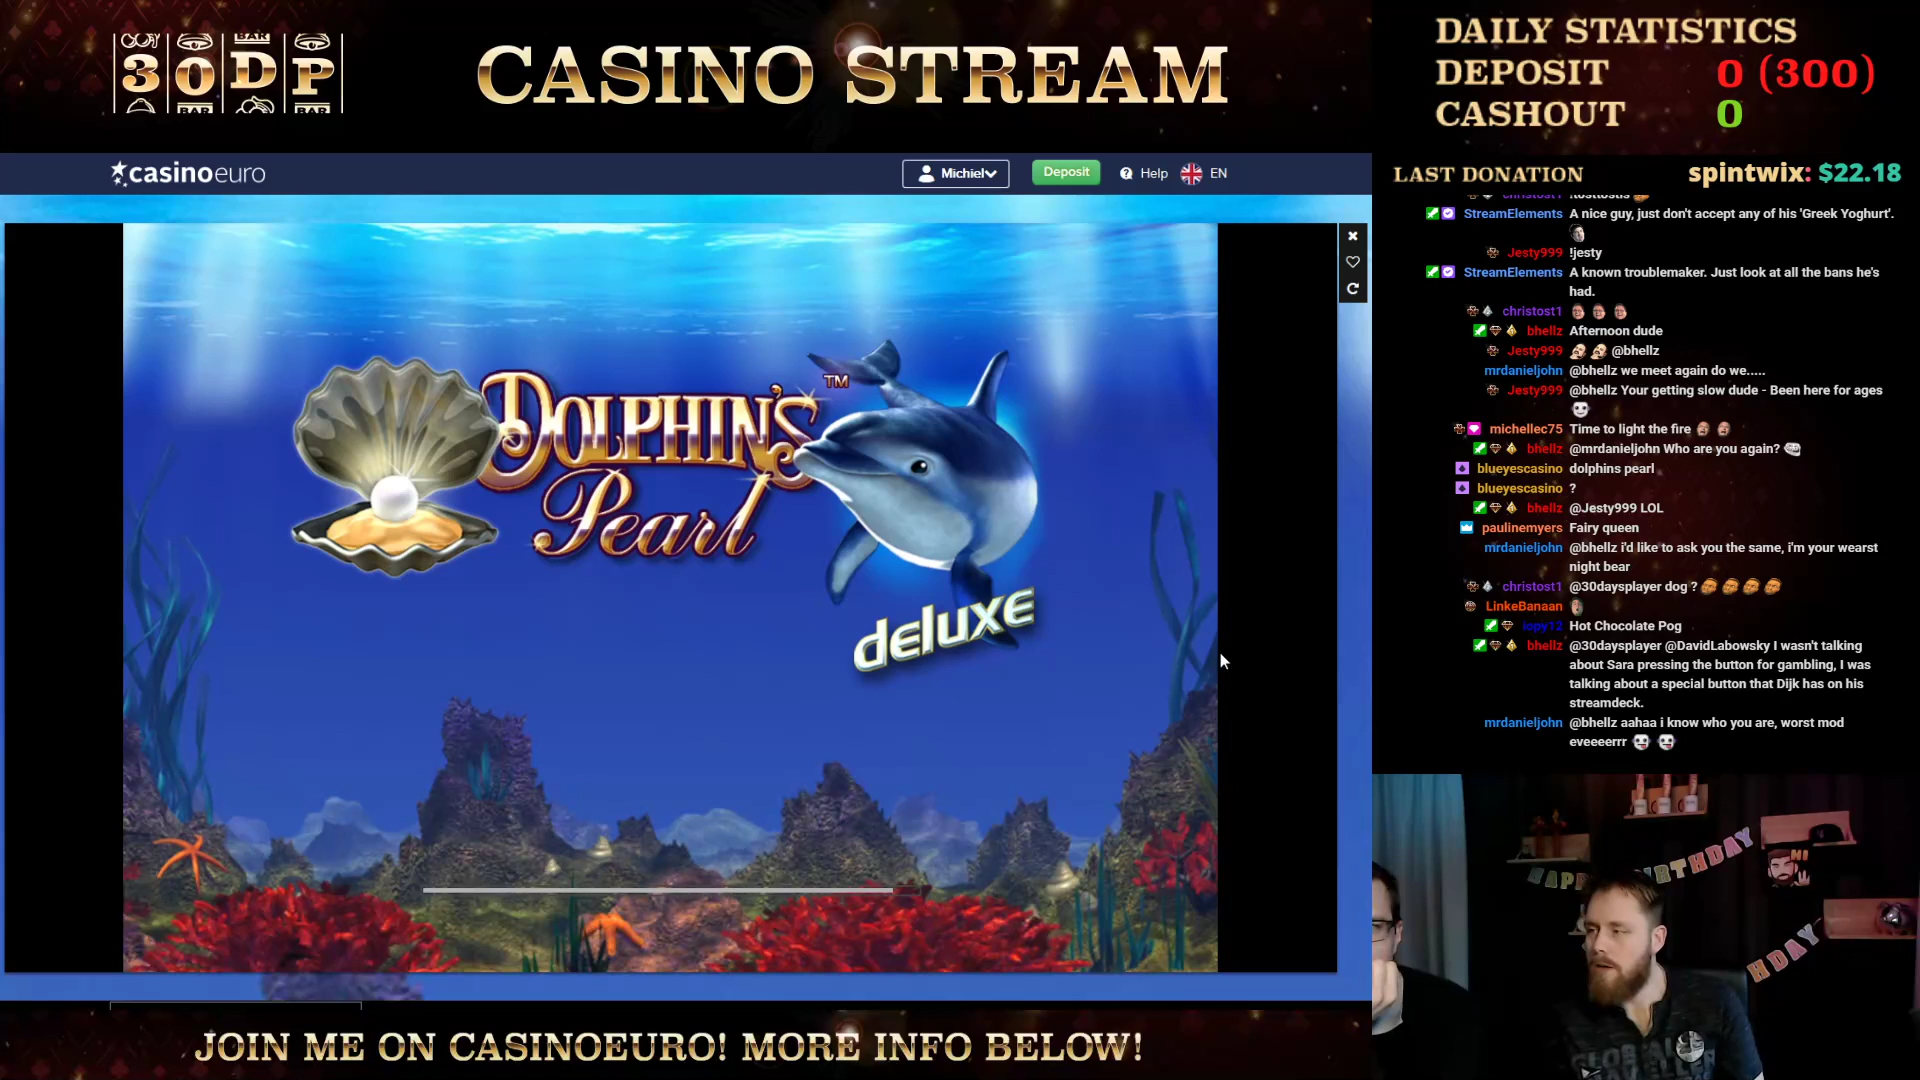 30DP
BAR
BAR
BAR
CASINO STREAM
DAILY STATISTICS
DEPOSIT 0 (300)
CASHOUT 0
casinoeuro
Michiel
Deposit
Help
EN
LAST DONATION spintwix: $22.18
StreamElements A nice guy, just don't accept any of his 'Greek Yoghurt'.
Jesty999 !jesty
StreamElements A known troublemaker. Just look at all the bans he's
had.
christost1
bhellz Afternoon dude
Jesty999 @bhellz
mrdanieljohn @bhellz we meet again do we.....
Jesty999 @bhellz Your getting slow dude - Been here for ages
michellec75 Time to light the fire
bhellz @mrdanieljohn Who are you again?
blueyescasino dolphins pearl
blueyescasino ?
bhellz @Jesty999 LOL
paulinemyers Fairy queen
mrdanieljohn @bhellz i'd like to ask you the same, i'm your wearst
night bear
christost1 @30daysplayer dog ?
LinkeBanaan
lopy12 Hot Chocolate Pog
bhellz @30daysplayer @DavidLabowsky I wasn't talking
about Sara pressing the button for gambling, I was
talking about a special button that Dijk has on his
streamdeck.
mrdanieljohn @bhellz aahaa i know who you are, worst mod
eveeeerrr
DOLPHIN'S
TM
Pearl
deluxe
BIRTHDAY
HAPP
HDAY
JOIN ME ON CASINOEURO! MORE INFO BELOW!